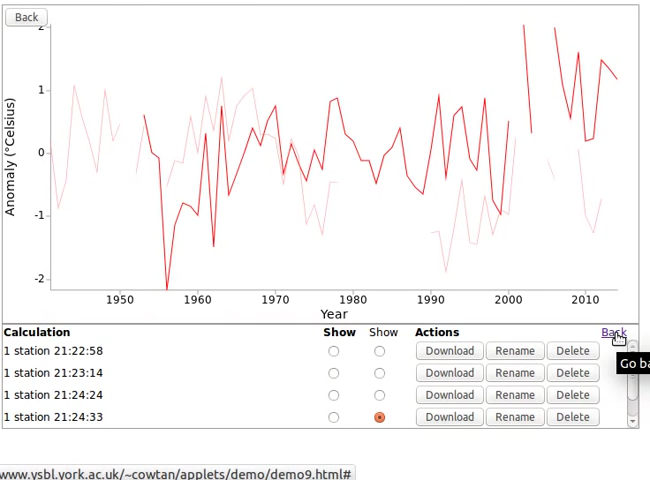 Back
2
1
0
-1
-2
Anomaly (°Celsius)
1950 1960 1970 1980 1990 2000 2010
Year
Calculation Show Show Actions Back
1 station 21:22:58 Download Rename Delete
1 station 21:23:14 Download Rename Delete
Go ba
1 station 21:24:24 Download Rename Delete
1 station 21:24:33 Download Rename Delete
www.ysbl.york.ac.uk/~cowtan/applets/demo/demo9.html#